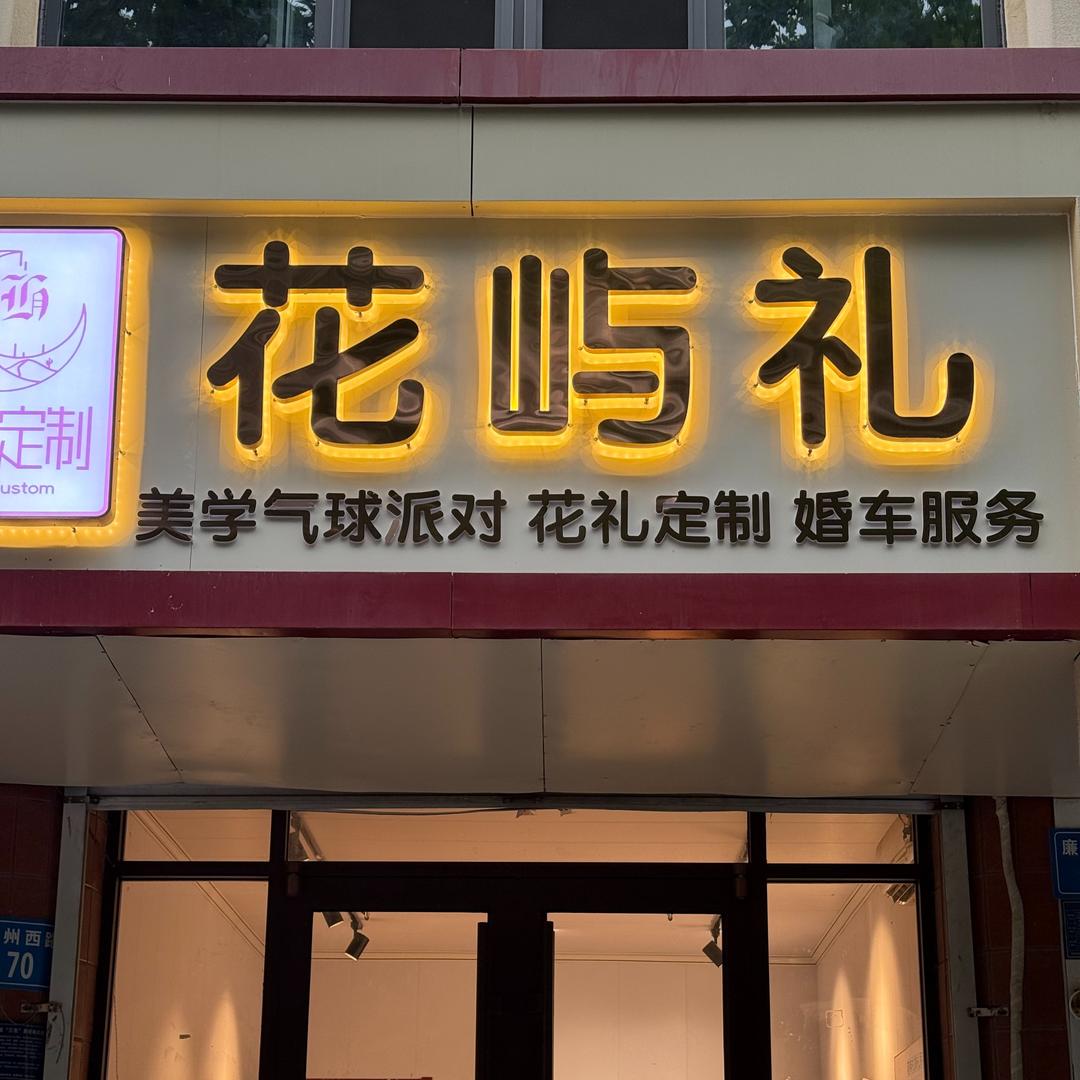 花屿礼
定制
ustom
美学气球派对 花礼定制 婚车服务
廉
州西路
70